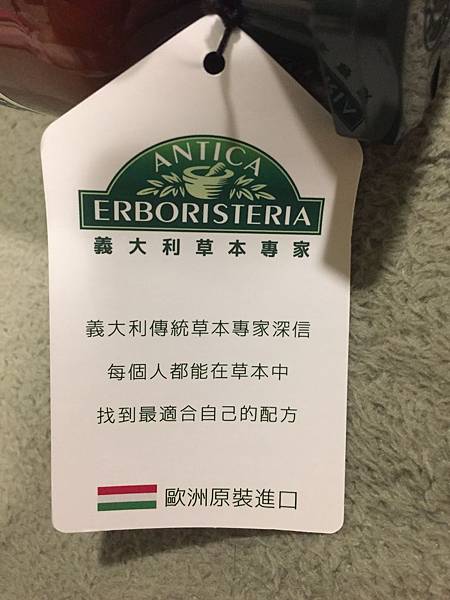 ANTICA
ERBORISTERIA
義大利草本專家
義大利傳統草本專家深信
每個人都能在草本中
找到最適合自己的配方
歐洲原裝進口